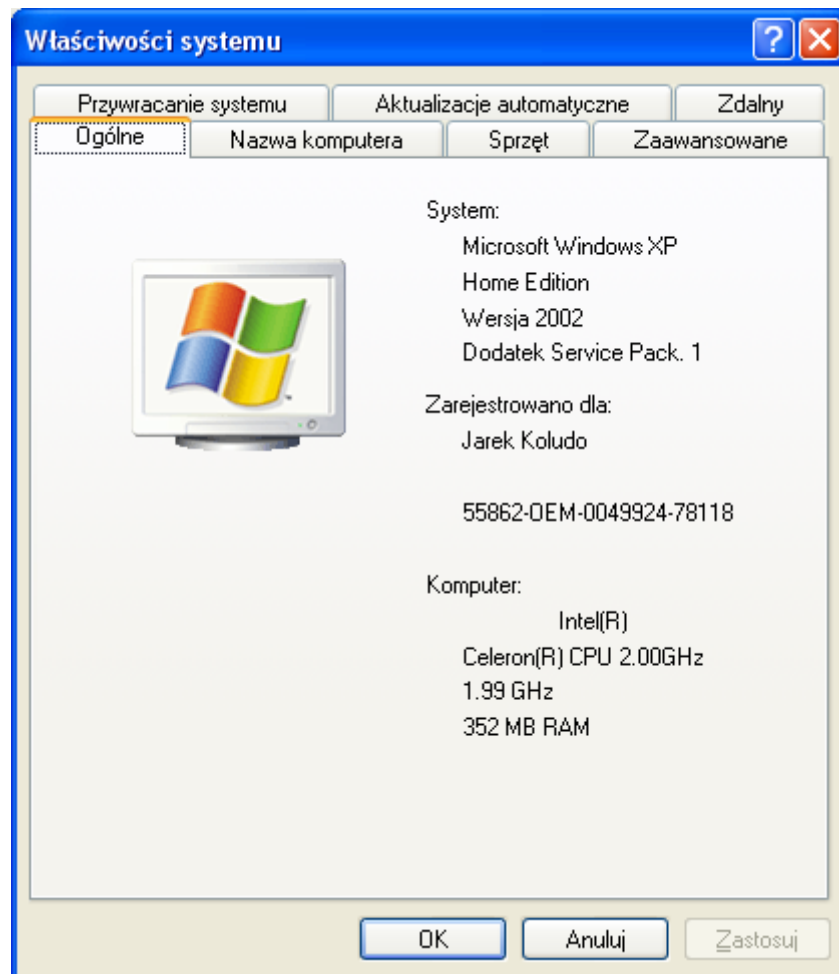 Właściwości systemu
Przywracanie systemu
Aktualizacje automatyczne
Zdalny
Ogólne
Nazwa komputera
Sprzęt
Zaawansowane
System:
Microsoft Windows XP
Home Edition
Wersja 2002
Dodatek Service Pack. 1
Zarejestrowano dla:
Jarek Koludo
55862-OEM-0049924-78118
Komputer:
Intel(R)
Celeron(R) CPU 2.00GHz
1.99 GHz
352 MB RAM
OK
Anuluj
Zastosuj